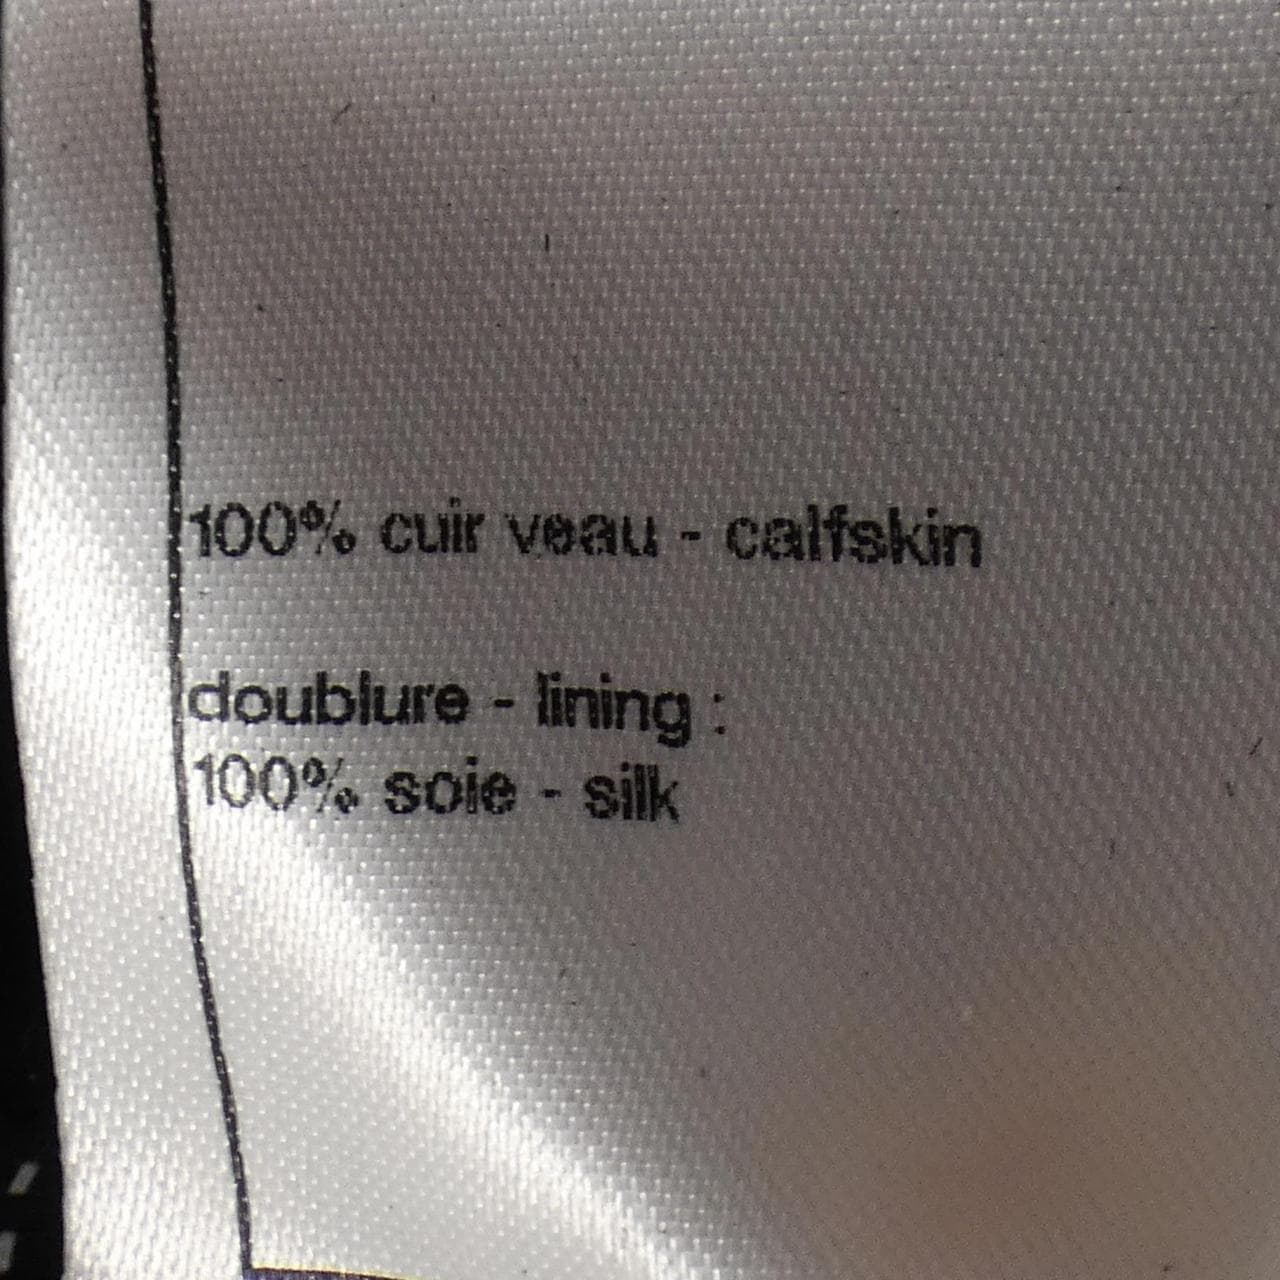 100% cuir veau - calfskin
doublure - lining :
100% soie - silk